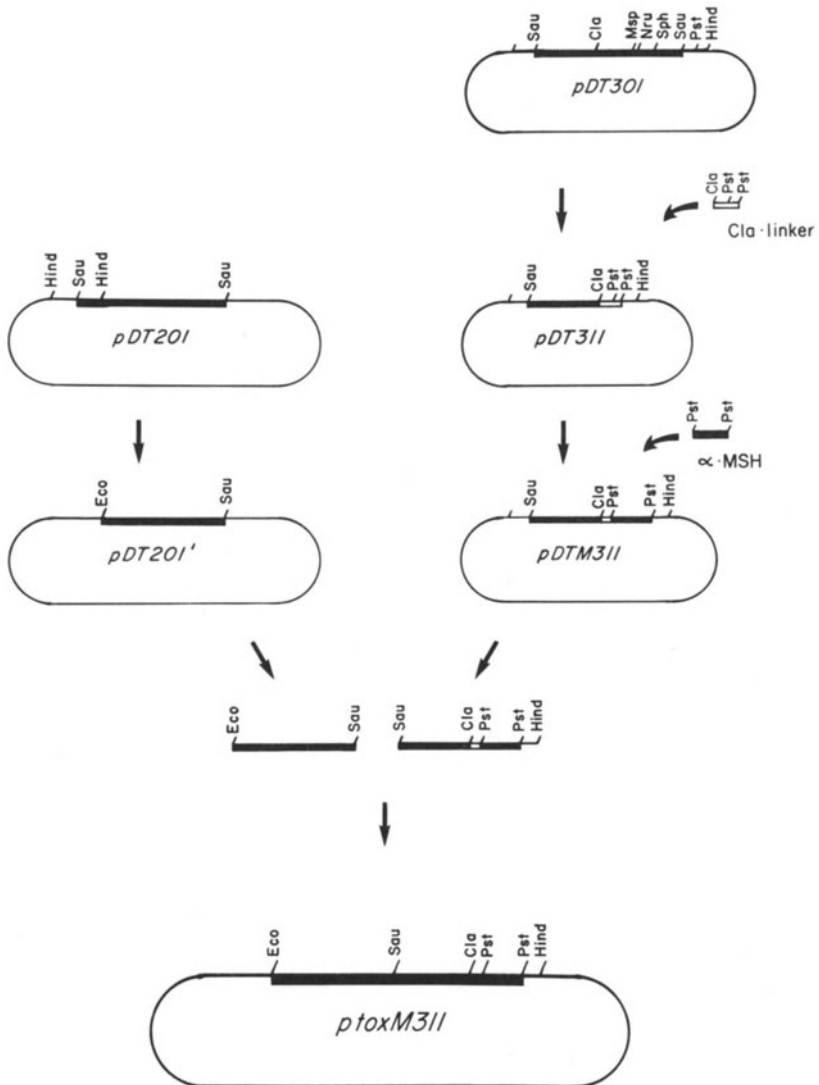 Sau Cla Msp Nru Sph Sau Pst Hind
pDT301
Cla Pst Pst
Cla·linker
Hind Sau Hind Sau
pDT201
Sau Cla Pst Pst Hind
pDT311
Pst Pst
∝·MSH
Eco Sau
pDT201'
Sau Cla Pst Pst Hind
pDTM311
Eco Sau Sau Cla Pst Pst Hind
Eco Sau Cla Pst Pst Hind
ptoxM311